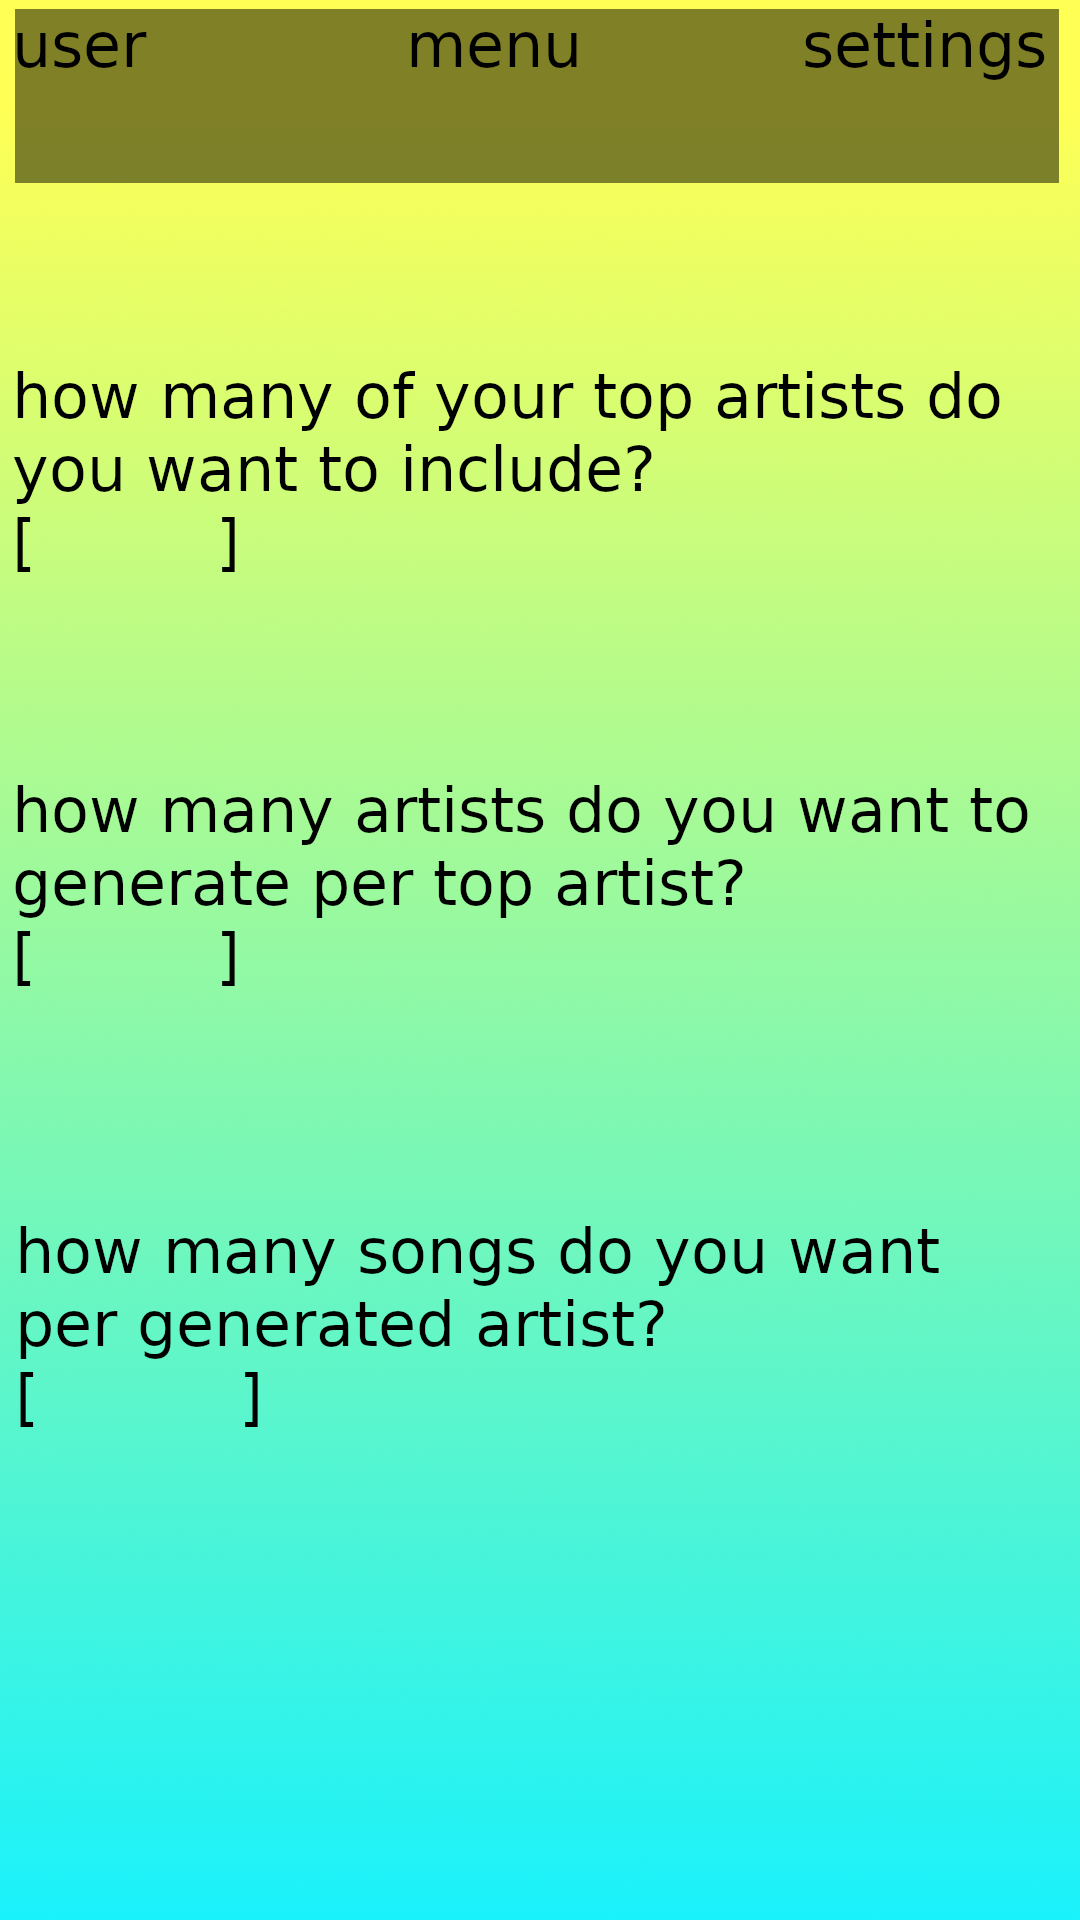 user menu settings
how many of your top artists do
you want to include?
[ ]
how many artists do you want to
generate per top artist?
[ ]
how many songs do you want
per generated artist?
[ ]